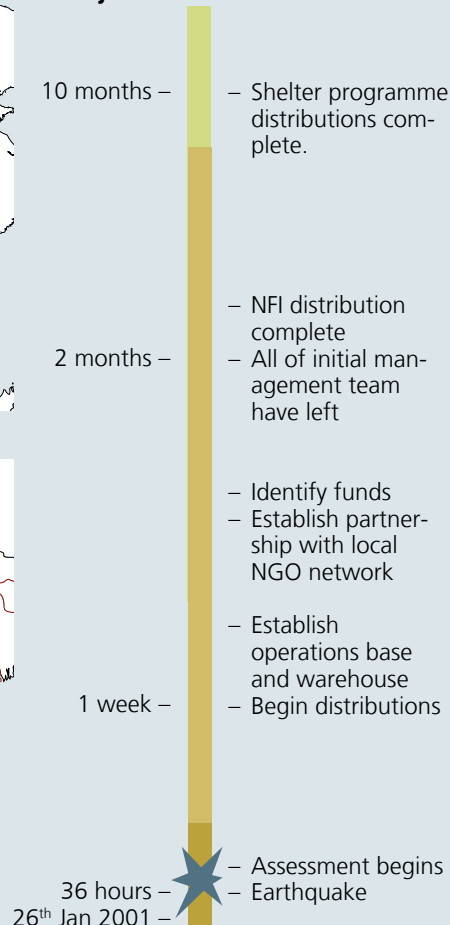 10 months –
– Shelter programme
distributions com-
plete.
– NFI distribution
complete
2 months –
– All of initial man-
agement team
have left
– Identify funds
– Establish partner-
ship with local
NGO network
– Establish
operations base
and warehouse
1 week –
– Begin distributions
– Assessment begins
36 hours –
– Earthquake
26th Jan 2001 –